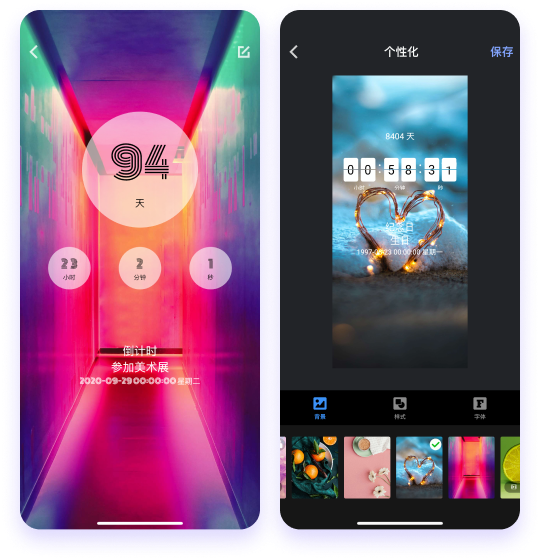 94
天
23 2 1
小时 分钟 秒
倒计时
参加美术展
2020-09-29 00:00:00 星期二
个性化 保存
8404 天
00:58:31
小时 分钟 秒
纪念日
生日
00:00:00 星期一
背景 样式 字体